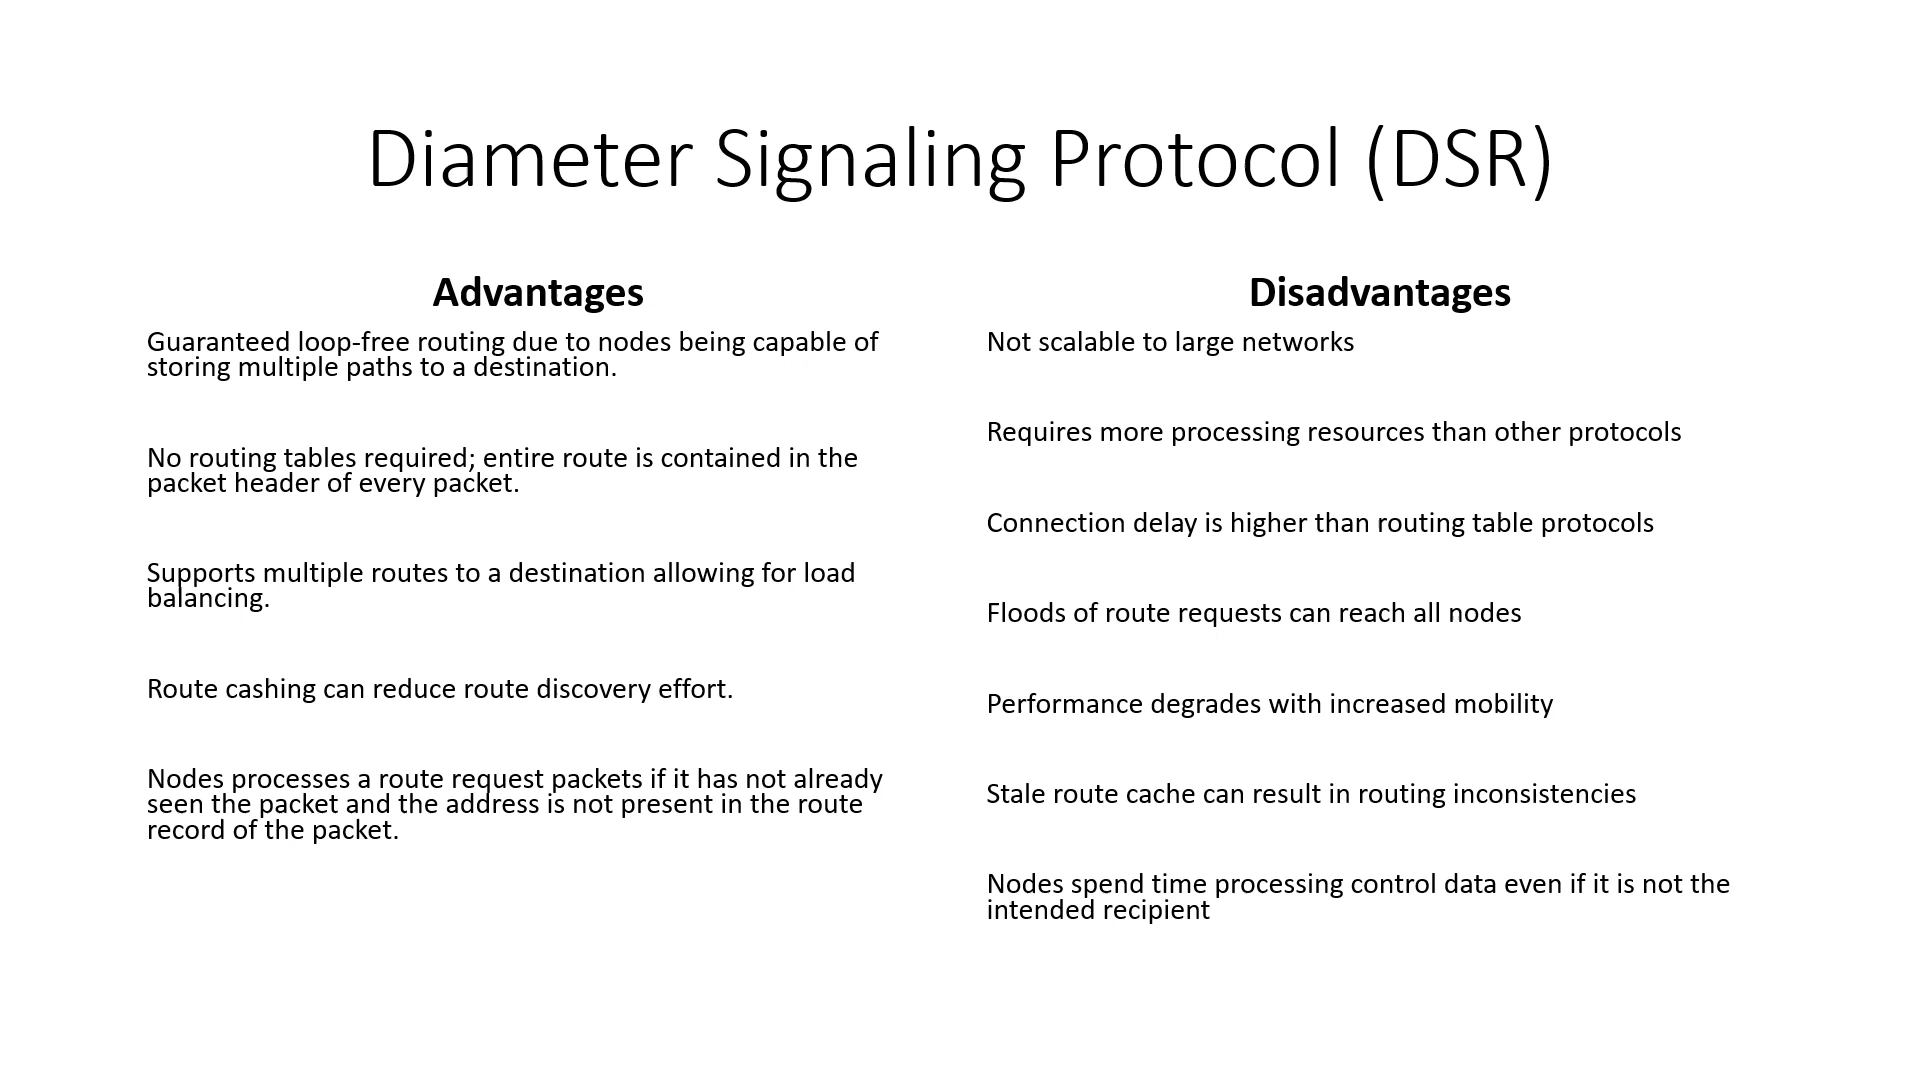 Diameter Signaling Protocol (DSR)
Advantages
Guaranteed loop-free routing due to nodes being capable of
storing multiple paths to a destination.
No routing tables required; entire route is contained in the
packet header of every packet.
Supports multiple routes to a destination allowing for load
balancing.
Route cashing can reduce route discovery effort.
Nodes processes a route request packets if it has not already
seen the packet and the address is not present in the route
record of the packet.
Disadvantages
Not scalable to large networks
Requires more processing resources than other protocols
Connection delay is higher than routing table protocols
Floods of route requests can reach all nodes
Performance degrades with increased mobility
Stale route cache can result in routing inconsistencies
Nodes spend time processing control data even if it is not the
intended recipient